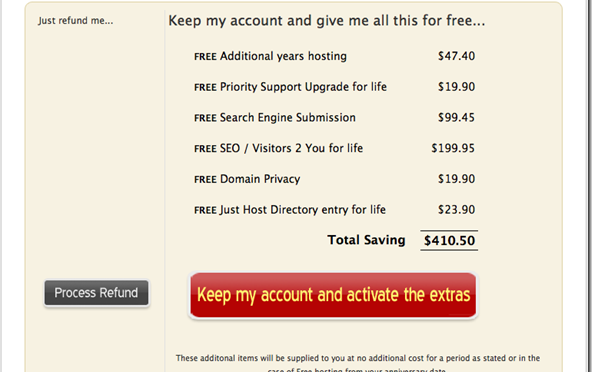 Just refund me...
Keep my account and give me all this for free...
FREE Additional years hosting $47.40
FREE Priority Support Upgrade for life $19.90
FREE Search Engine Submission $99.45
FREE SEO / Visitors 2 You for life $199.95
FREE Domain Privacy $19.90
FREE Just Host Directory entry for life $23.90
Total Saving $410.50
Process Refund
Keep my account and activate the extras
These additonal items will be supplied to you at no additional cost for a period as stated or in the
case of Free hosting from your anniversary date